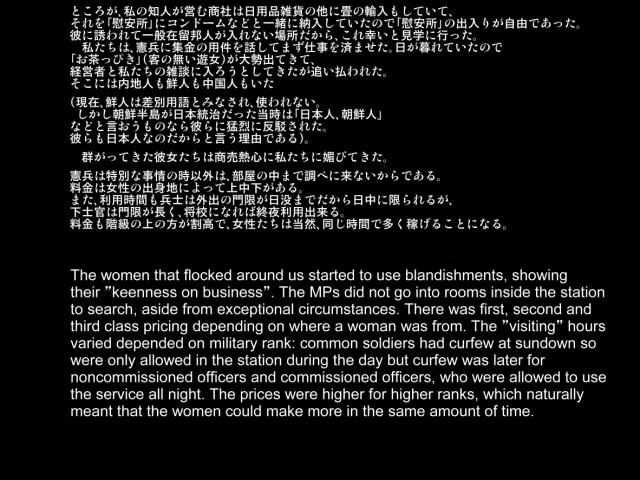 ところが､私の知人が営む商社は日用品雑貨の他に畳の輸入もしていて､
それを｢慰安所｣にコンドームなどと一緒に納入していたので｢慰安所｣の出入りが自由であった｡
彼に誘われて一般在留邦人が入れない場所だから､これ幸いと見学に行った｡
私たちは､憲兵に集金の用件を話してまず仕事を済ませた｡日が暮れていたので
｢お茶っぴき｣(客の無い遊女)が大勢出てきて､
経営者と私たちの雑談に入ろうとしてきたが追い払われた｡
そこには内地人も鮮人も中国人もいた
(現在､鮮人は差別用語とみなされ､使われない｡
しかし朝鮮半島が日本統治だった当時は｢日本人､朝鮮人｣
などと言おうものなら彼らに猛烈に反駁された｡
彼らも日本人なのだからと言う理由である)｡
群がってきた彼女たちは商売熱心に私たちに媚びてきた｡
憲兵は特別な事情の時以外は､部屋の中まで調べに来ないからである｡
料金は女性の出身地によって上中下がある｡
また､利用時間も兵士は外出の門限が日没までだから日中に限られるが､
下士官は門限が長く､将校になれば終夜利用出来る｡
料金も階級の上の方が割高で､女性たちは当然､同じ時間で多く稼げることになる｡
The women that flocked around us started to use blandishments, showing
their ”keenness on business”. The MPs did not go into rooms inside the station
to search, aside from exceptional circumstances. There was first, second and
third class pricing depending on where a woman was from. The ”visiting” hours
varied depended on military rank: common soldiers had curfew at sundown so
were only allowed in the station during the day but curfew was later for
noncommissioned officers and commissioned officers, who were allowed to use
the service all night. The prices were higher for higher ranks, which naturally
meant that the women could make more in the same amount of time.